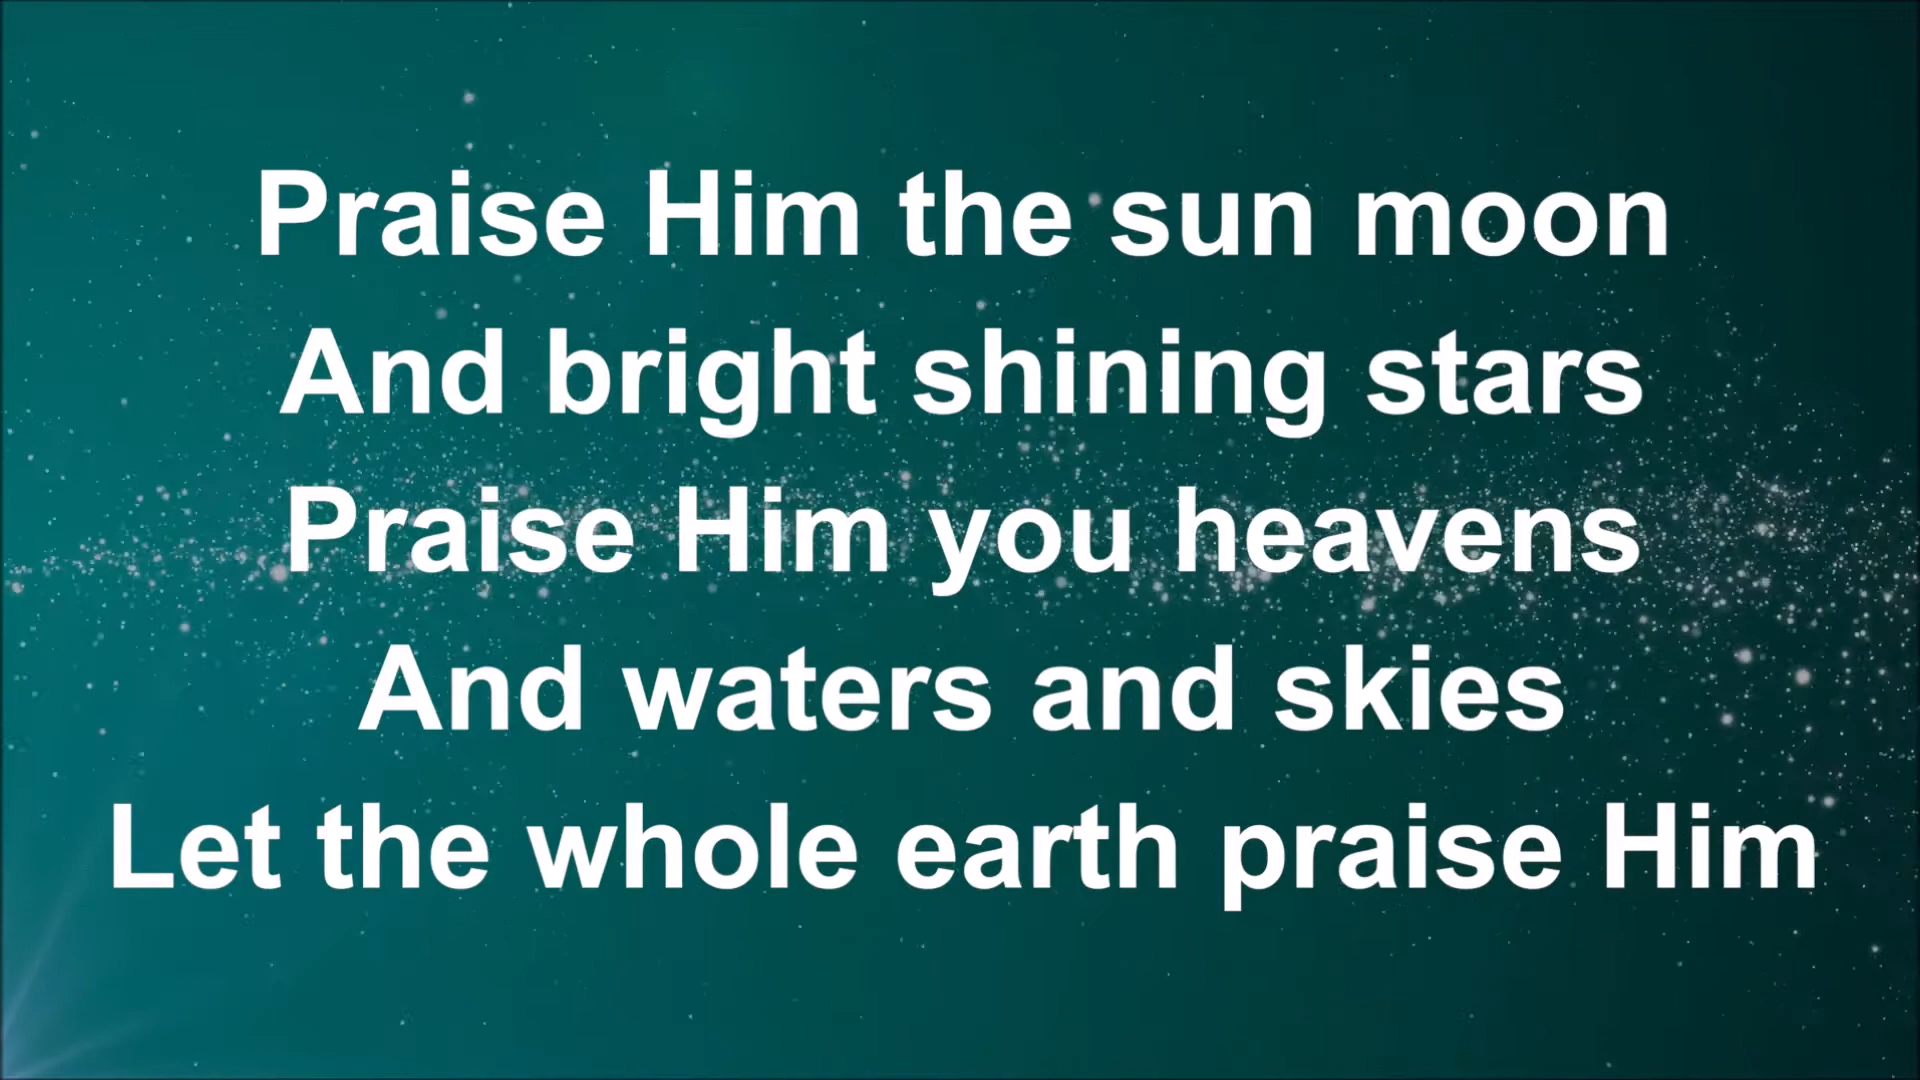 Praise Him the sun moon
And bright shining stars
Praise Him you heavens
And waters and skies
Let the whole earth praise Him